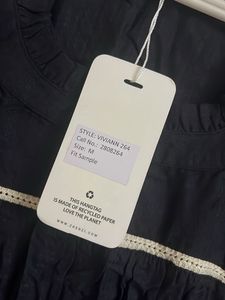 STYLE: VIVIANN 264
Call No.: 2808264
Size: M
Fit Sample
THIS HANGTAG
IS MADE OF RECYCLED PAPER
LOVE THE PLANET